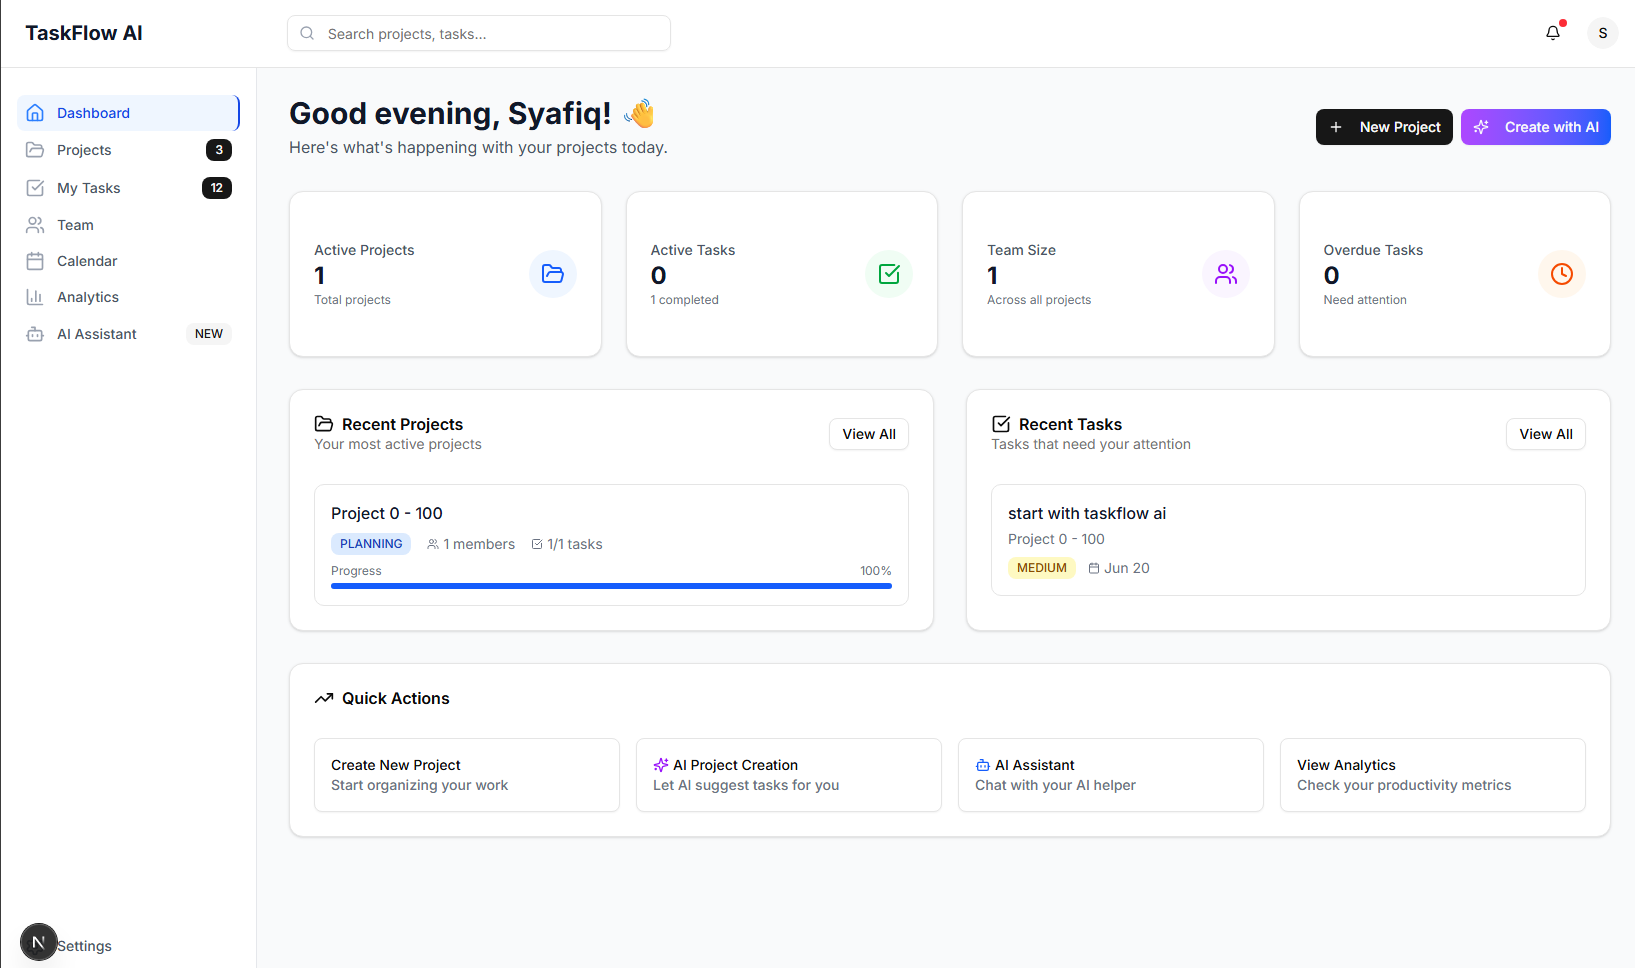 TaskFlow AI
Search projects, tasks...
S
Dashboard
Projects
3
My Tasks
12
Team
Calendar
Analytics
AI Assistant
NEW
N
Settings
Good evening, Syafiq! 👋
Here's what's happening with your projects today.
New Project
Create with AI
Active Projects
1
Total projects
Active Tasks
0
1 completed
Team Size
1
Across all projects
Overdue Tasks
0
Need attention
Recent Projects
Your most active projects
View All
Project 0 - 100
PLANNING
1 members
1/1 tasks
Progress
100%
Recent Tasks
Tasks that need your attention
View All
start with taskflow ai
Project 0 - 100
MEDIUM
Jun 20
Quick Actions
Create New Project
Start organizing your work
AI Project Creation
Let AI suggest tasks for you
AI Assistant
Chat with your AI helper
View Analytics
Check your productivity metrics